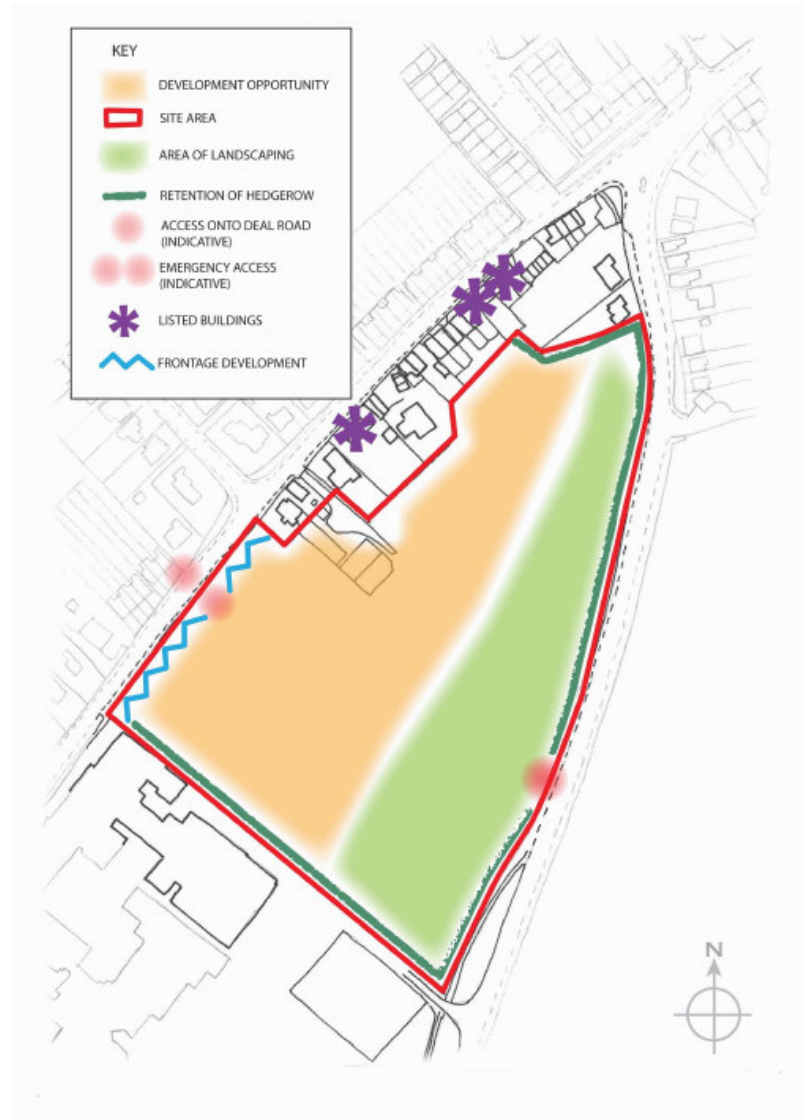 KEY
DEVELOPMENT OPPORTUNITY
SITE AREA
AREA OF LANDSCAPING
RETENTION OF HEDGEROW
ACCESS ONTO DEAL ROAD
(INDICATIVE)
EMERGENCY ACCESS
(INDICATIVE)
LISTED BUILDINGS
FRONTAGE DEVELOPMENT
N